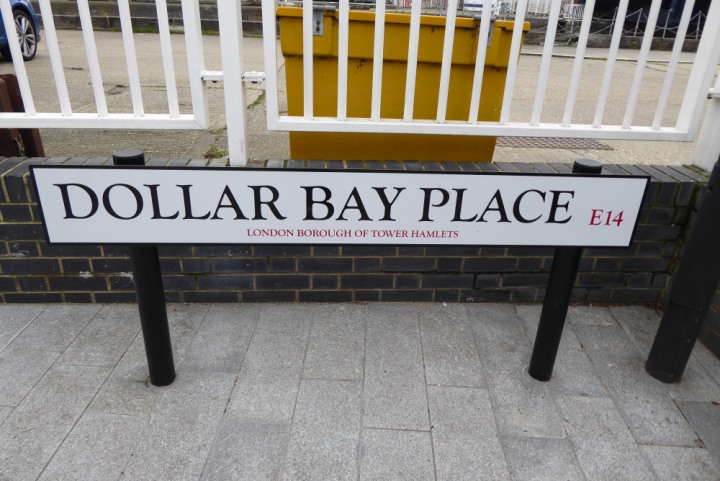 DOLLAR BAY PLACE E14
LONDON BOROUGH OF TOWER HAMLETS